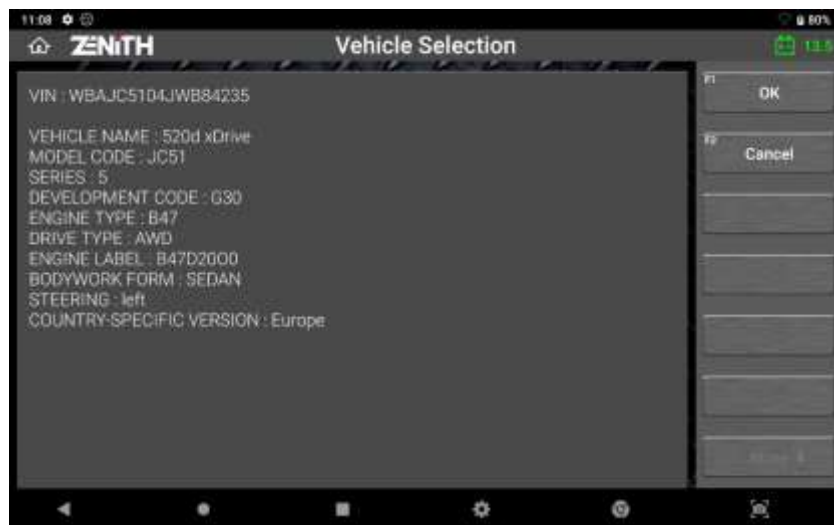 11:08
80%
ZENITH
Vehicle Selection
13.5
VIN : WBAJC5104JWB84235
VEHICLE NAME : 520d xDrive
MODEL CODE : JC51
SERIES : 5
DEVELOPMENT CODE : G30
ENGINE TYPE : B47
DRIVE TYPE : AWD
ENGINE LABEL : B47D20O0
BODYWORK FORM : SEDAN
STEERING : left
COUNTRY-SPECIFIC VERSION : Europe
F1
OK
F2
Cancel